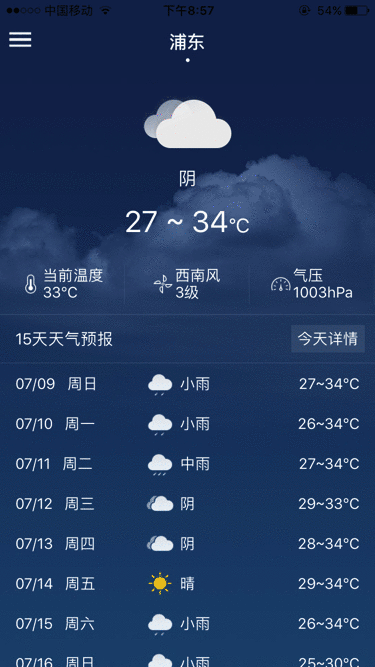 中国移动 下午8:57 54%
浦东
阴
27 ~ 34℃
当前温度 西南风 气压
33℃ 3级 1003hPa
15天天气预报 今天详情
07/09 周日 小雨 27~34℃
07/10 周一 小雨 26~34℃
07/11 周二 中雨 27~34℃
07/12 周三 阴 29~33℃
07/13 周四 阴 28~34℃
07/14 周五 晴 29~34℃
07/15 周六 小雨 26~34℃
07/16 周日 小雨 25~30℃